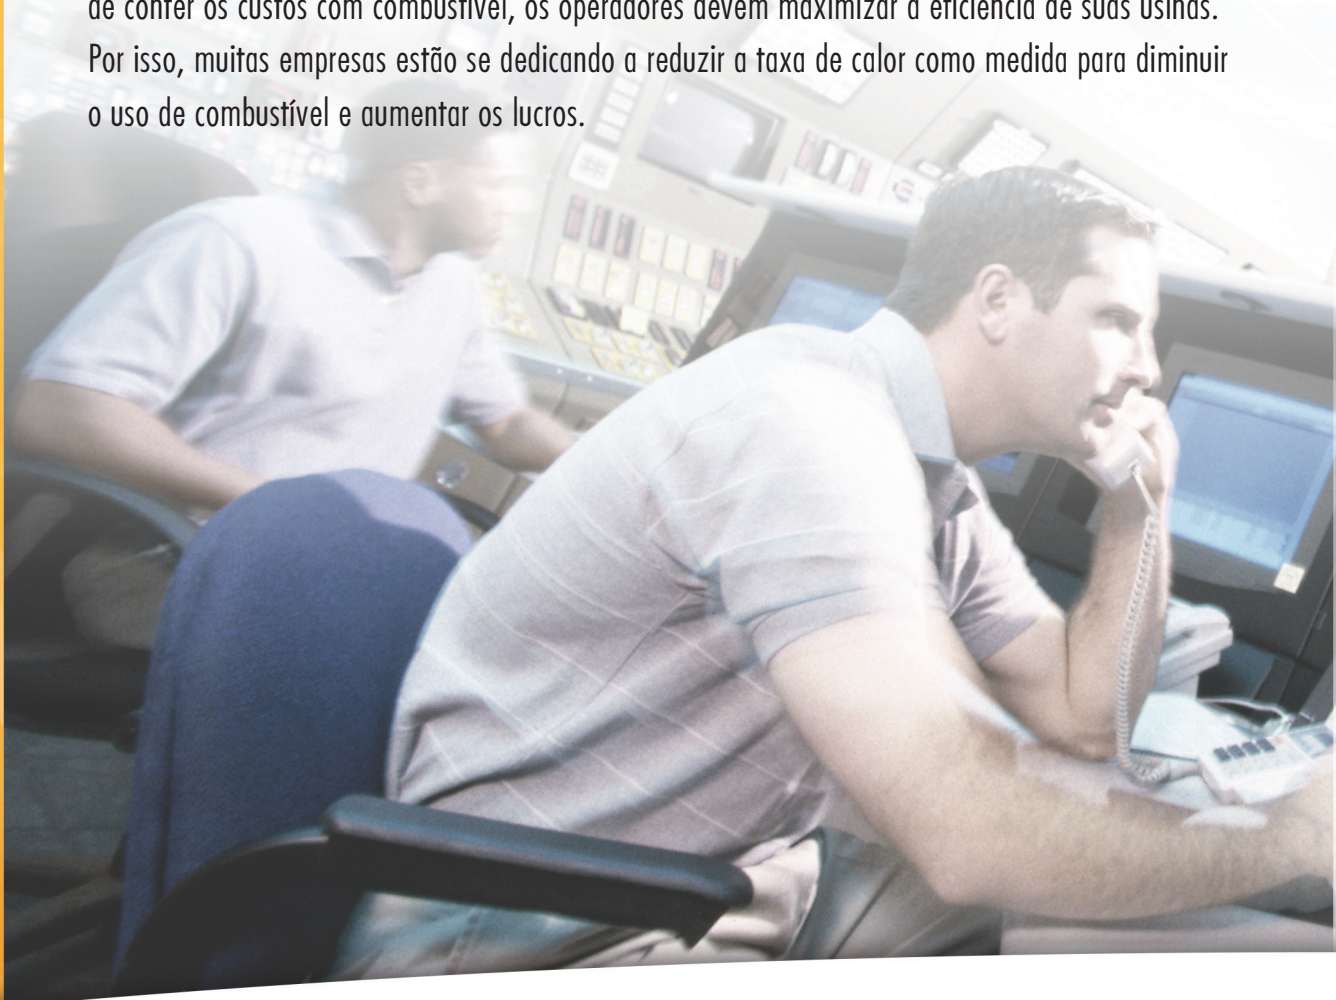 de conter os custos com combustível, os operadores devem maximizar a eficiência de suas usinas.
Por isso, muitas empresas estão se dedicando a reduzir a taxa de calor como medida para diminuir
o uso de combustível e aumentar os lucros.